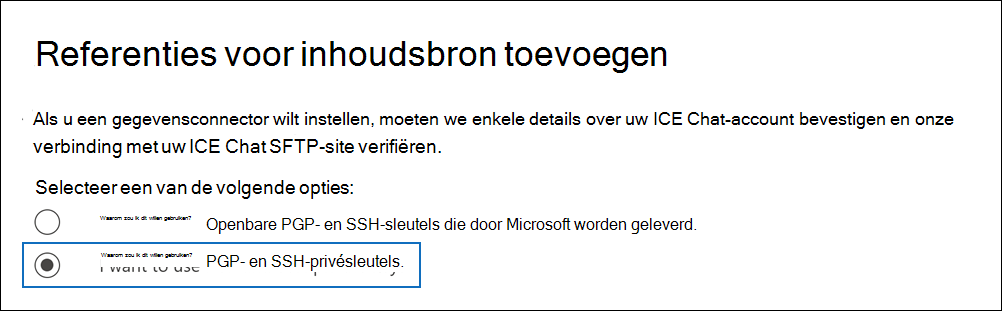 Referenties voor inhoudsbron toevoegen
Als u een gegevensconnector wilt instellen, moeten we enkele details over uw ICE Chat-account bevestigen en onze
verbinding met uw ICE Chat SFTP-site verifiëren.
Selecteer een van de volgende opties:
Waarom zou ik dit willen gebruiken? Openbare PGP- en SSH-sleutels die door Microsoft worden geleverd.
Waarom zou ik dit willen gebruiken? PGP- en SSH-privésleutels.
I want to use